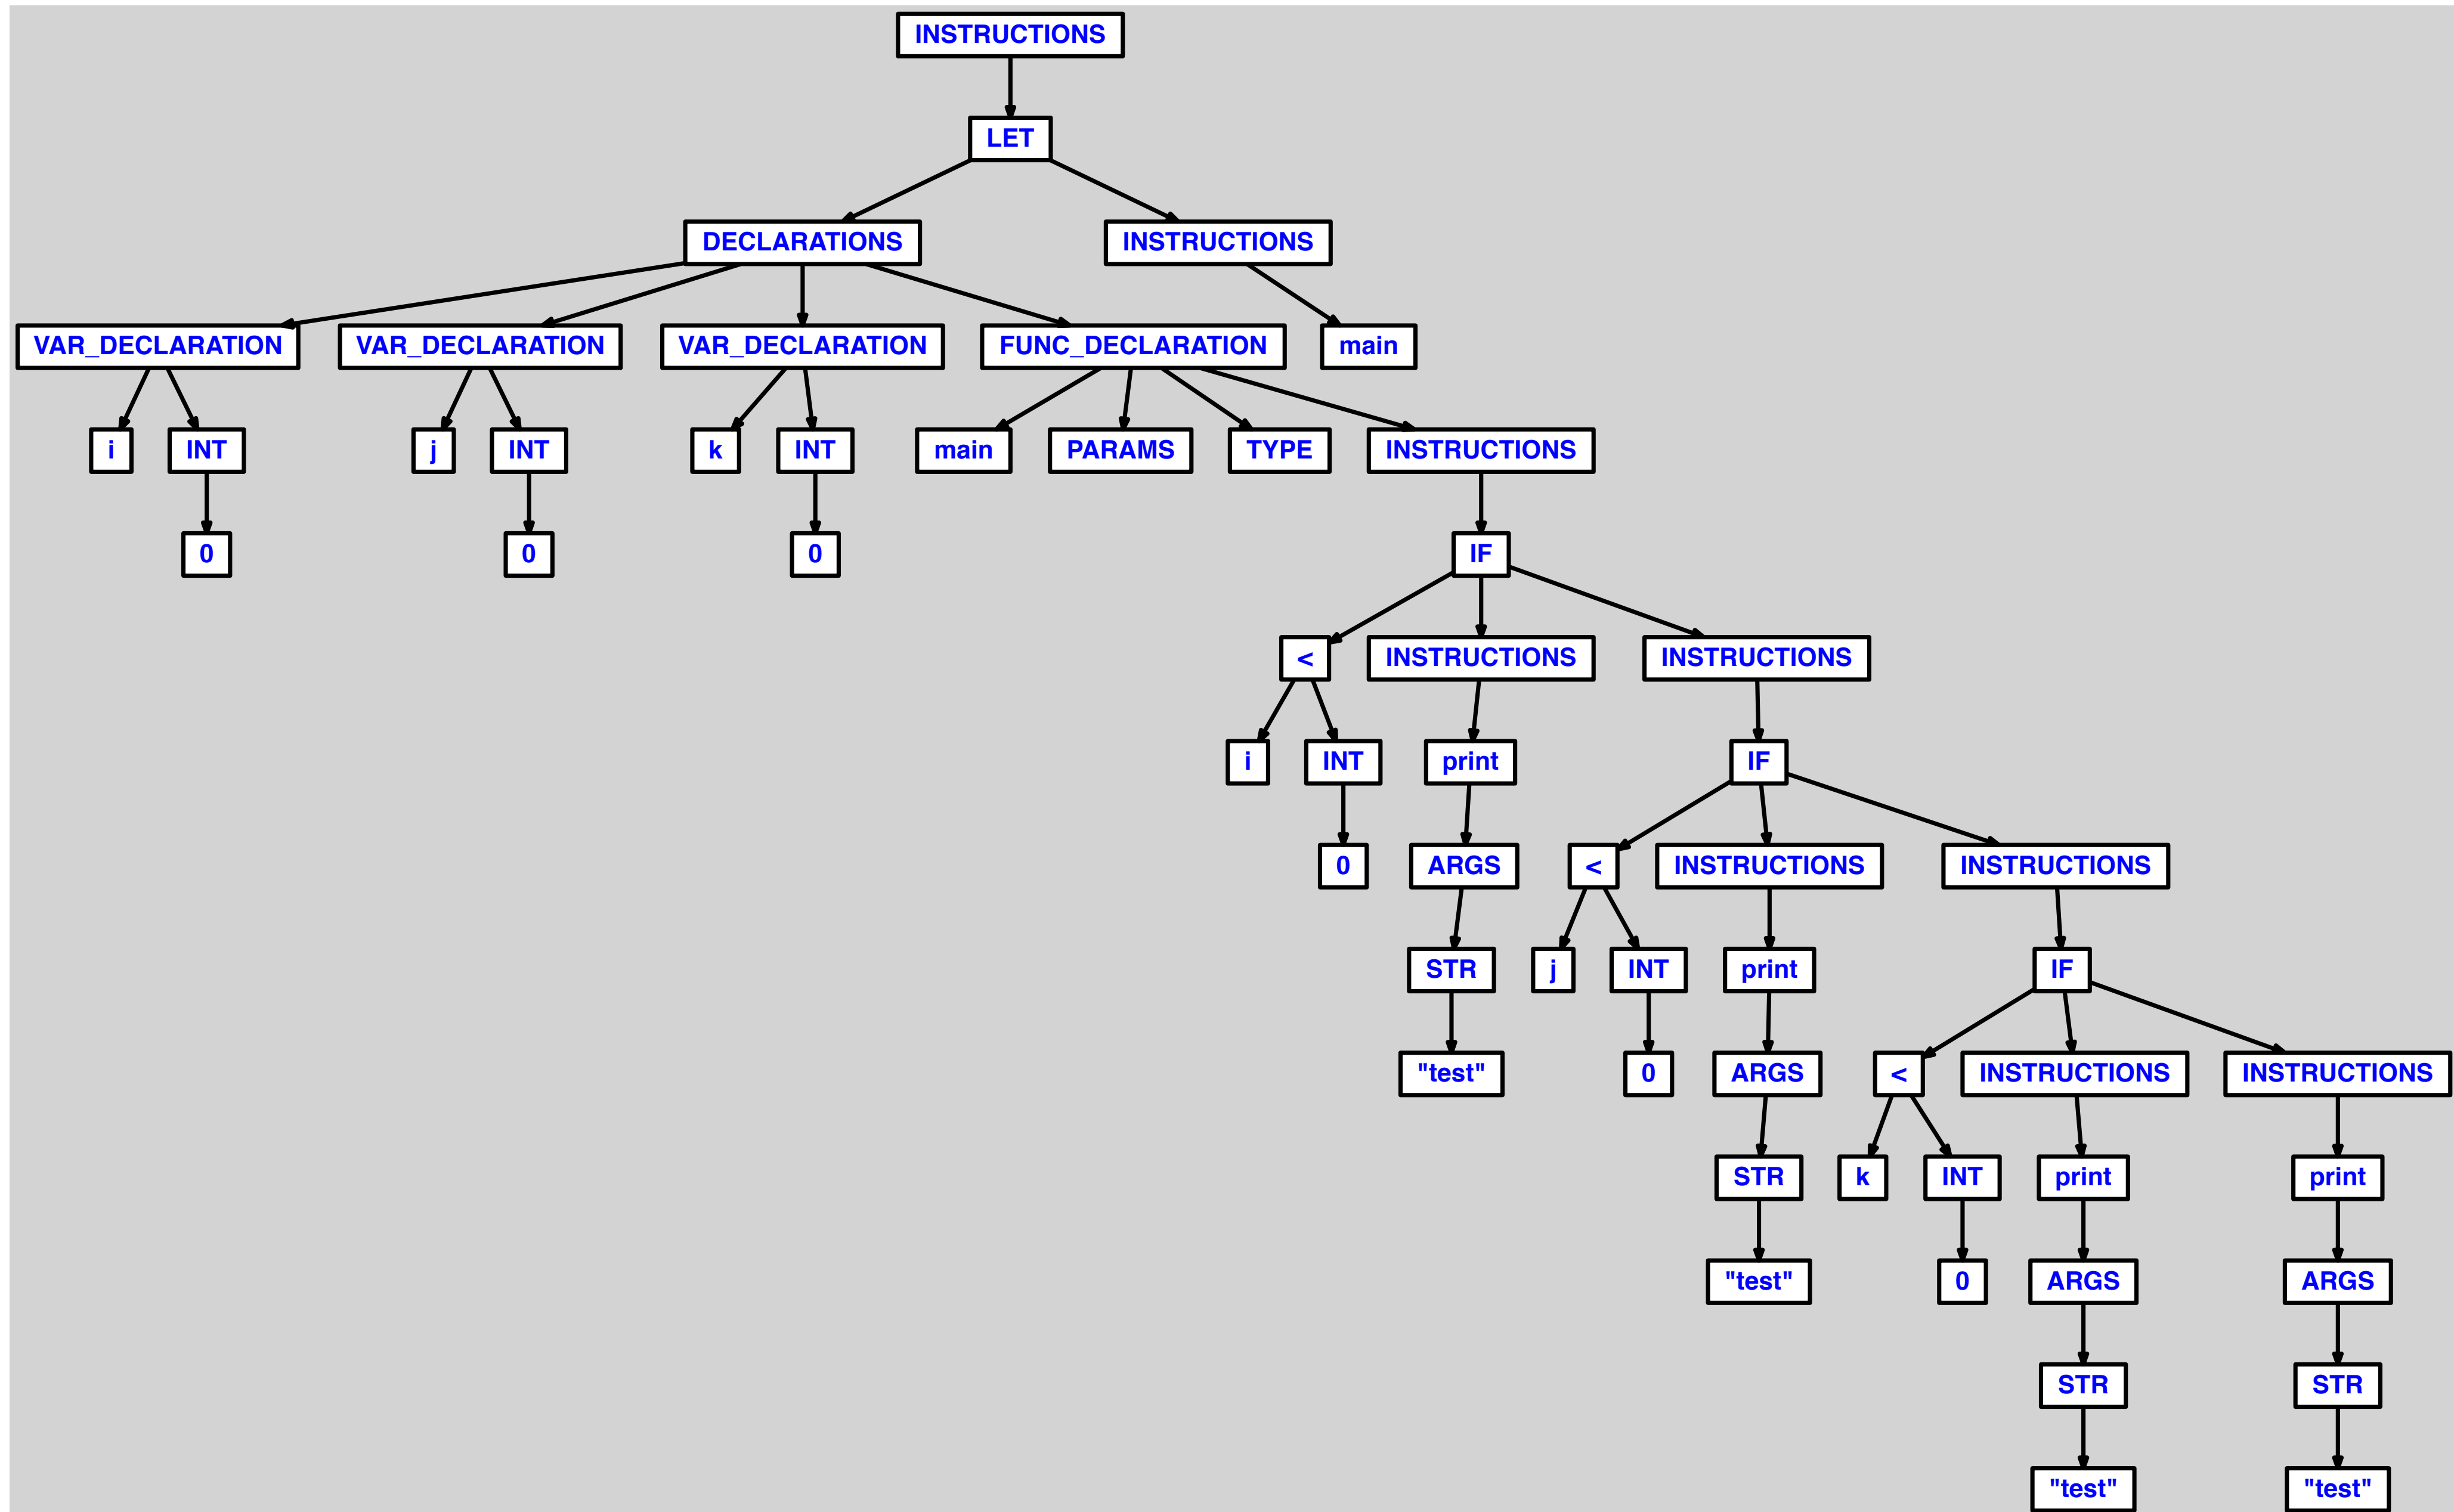 INSTRUCTIONS
LET
DECLARATIONS INSTRUCTIONS
VAR_DECLARATION VAR_DECLARATION VAR_DECLARATION FUNC_DECLARATION main
i INT j INT k INT main PARAMS TYPE INSTRUCTIONS
0 0 0 IF
< INSTRUCTIONS INSTRUCTIONS
i INT print IF
0 ARGS < INSTRUCTIONS INSTRUCTIONS
STR j INT print IF
"test" 0 ARGS < INSTRUCTIONS INSTRUCTIONS
STR k INT print print
"test" 0 ARGS ARGS
STR STR
"test" "test"